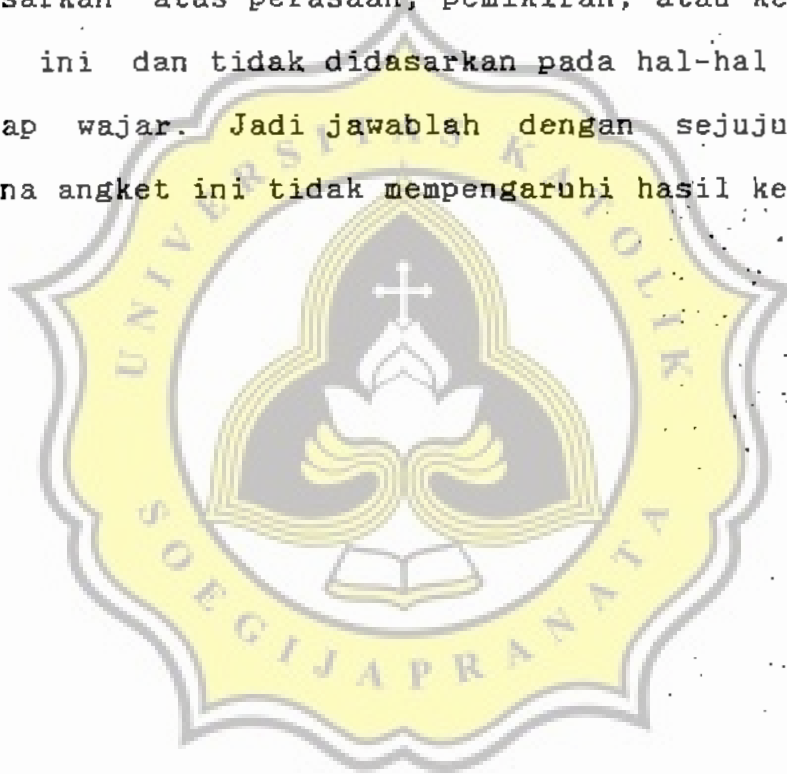 sarkan atas perasaan, pemikiran, atau ke
ini dan tidak didasarkan pada hal-hal
ap wajar. Jadi jawablah dengan sejuju
na angket ini tidak mempengaruhi hasil ke
UNIVERSITAS KATOLIK
SOEGIJAPRANATA